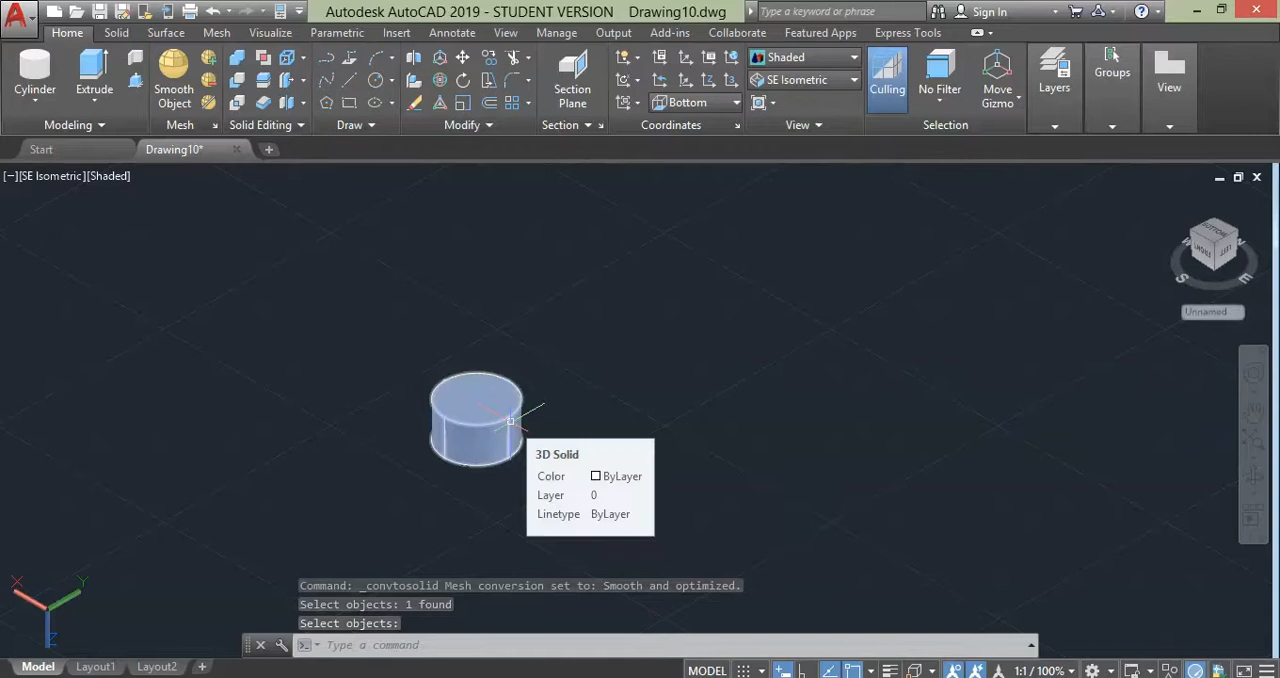 Autodesk AutoCAD 2019 - STUDENT VERSION Drawing10.dwg
Type a keyword or phrase
Sign In
Home Solid Surface Mesh Visualize Parametric Insert Annotate View Manage Output Add-ins Collaborate Featured Apps Express Tools
Cylinder
Extrude
Smooth
Object
Section
Plane
Bottom
Shaded
SE Isometric
Culling
No Filter
Move
Gizmo
Layers
Groups
View
Modeling Mesh Solid Editing Draw Modify Section Coordinates View Selection
Start Drawing10*
[−][SE Isometric][Shaded]
BOTTOM
FRONT
LEFT
W N
S E
Unnamed
3D Solid
Color ByLayer
Layer 0
Linetype ByLayer
X Y
Z
Command: _convtosolid Mesh conversion set to: Smooth and optimized.
Select objects: 1 found
Select objects:
Type a command
Model Layout1 Layout2
MODEL 1:1 / 100%